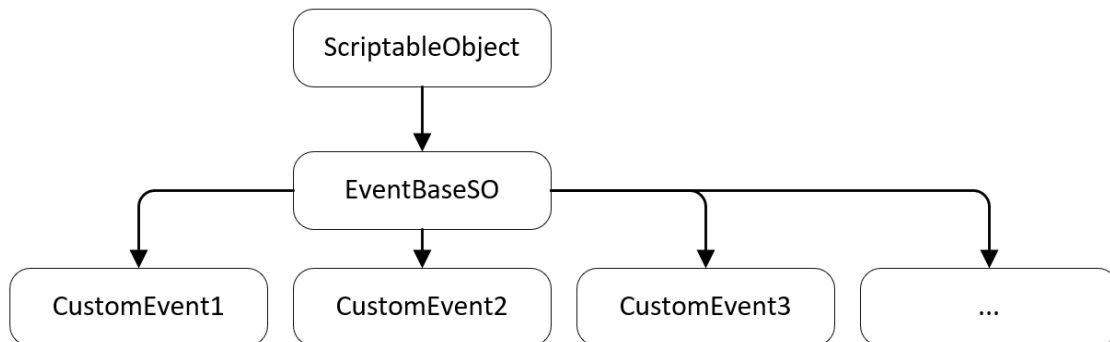 ScriptableObject
EventBaseSO
CustomEvent1
CustomEvent2
CustomEvent3
...